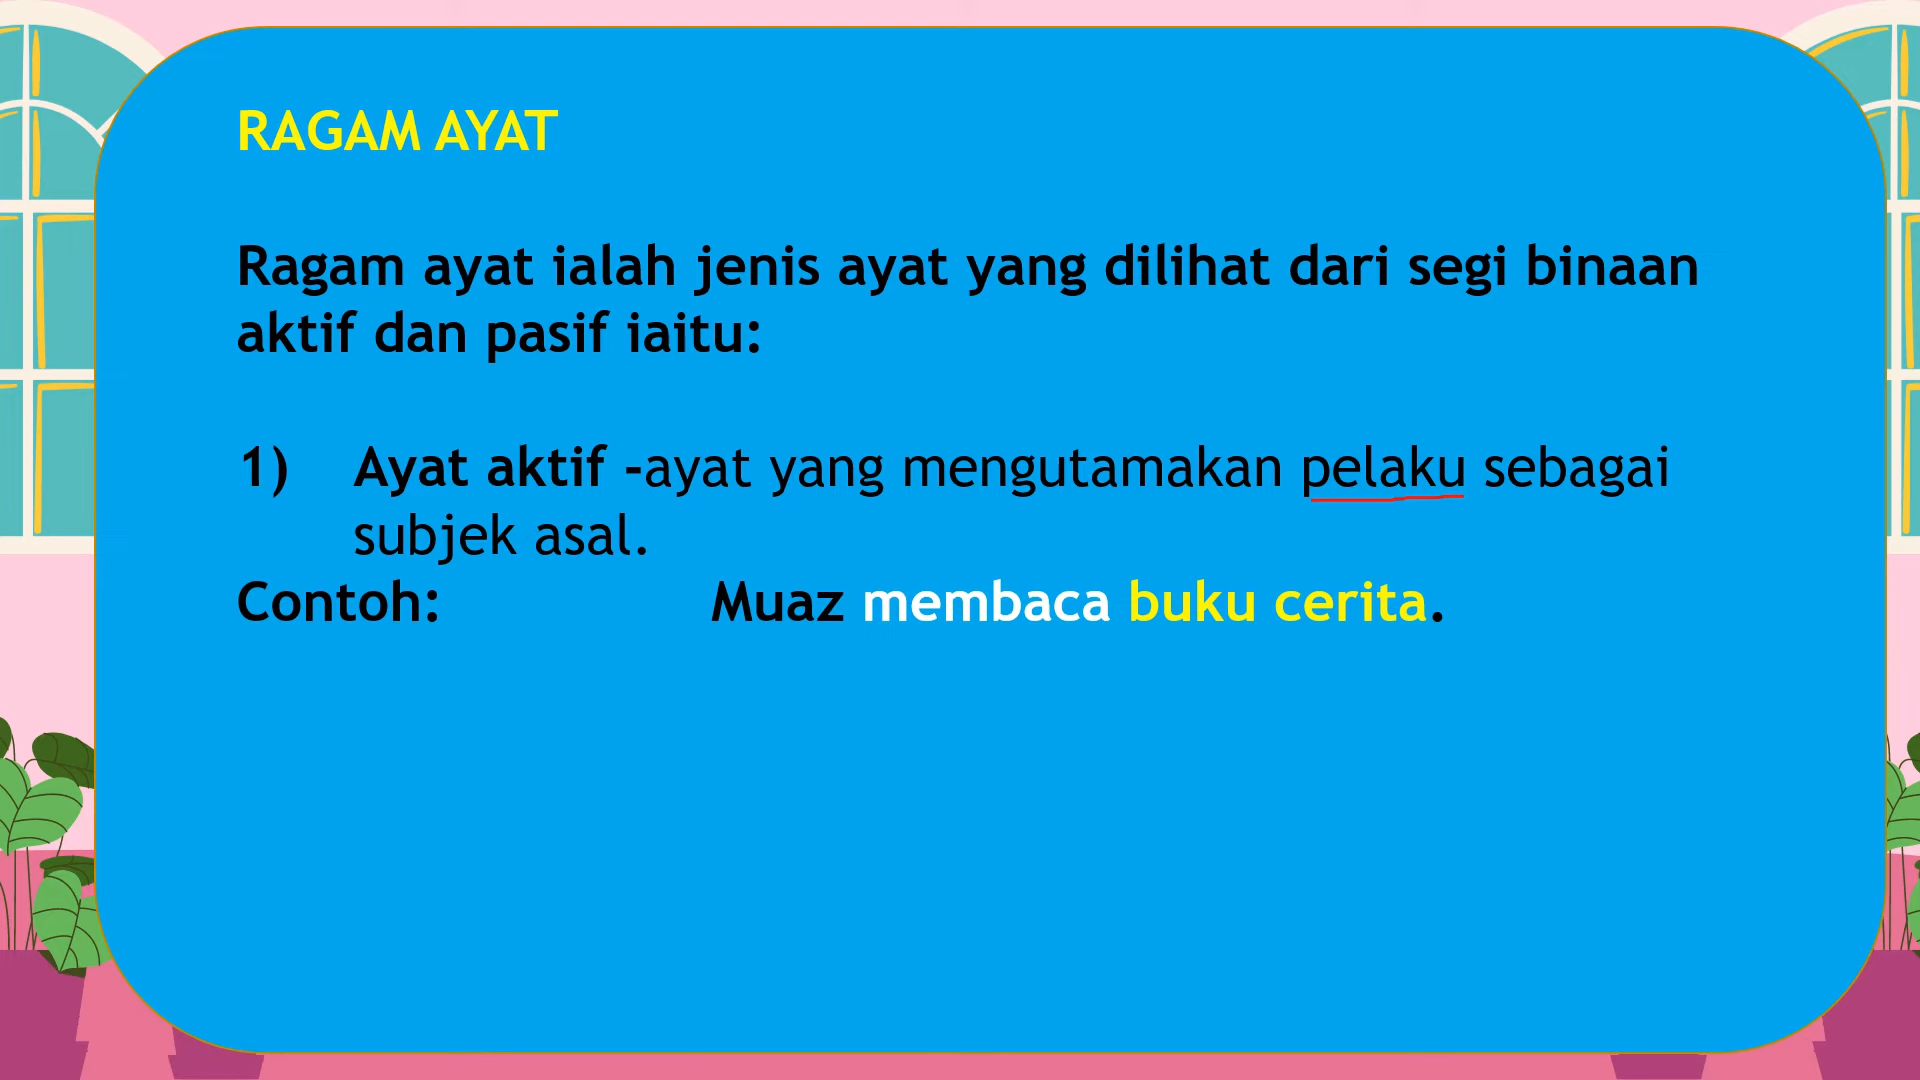 RAGAM AYAT
Ragam ayat ialah jenis ayat yang dilihat dari segi binaan
aktif dan pasif iaitu:
1) Ayat aktif -ayat yang mengutamakan pelaku sebagai
subjek asal.
Contoh: Muaz membaca buku cerita.